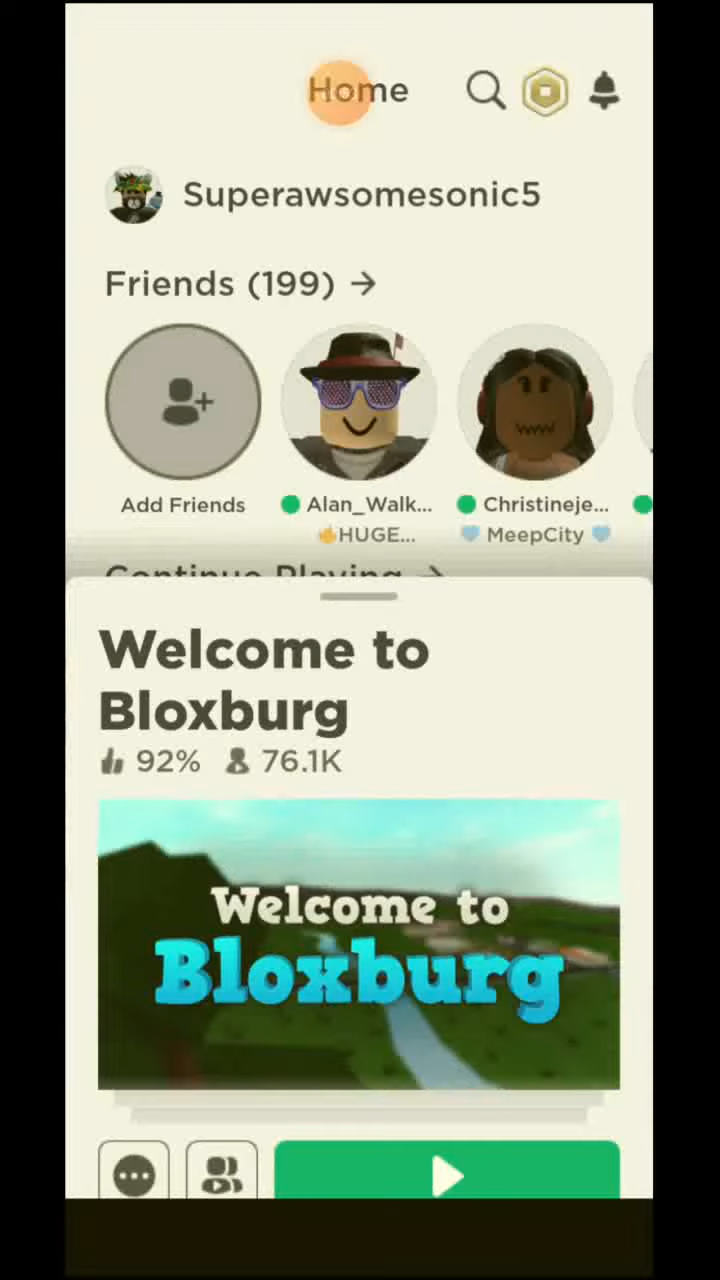 Home
Superawsomesonic5
Friends (199) →
Add Friends
Alan_Walk...
Christineje...
🔥HUGE...
🩵 MeepCity 🩵
Continue Playing →
Welcome to
Bloxburg
92% 76.1K
Welcome to
Bloxburg